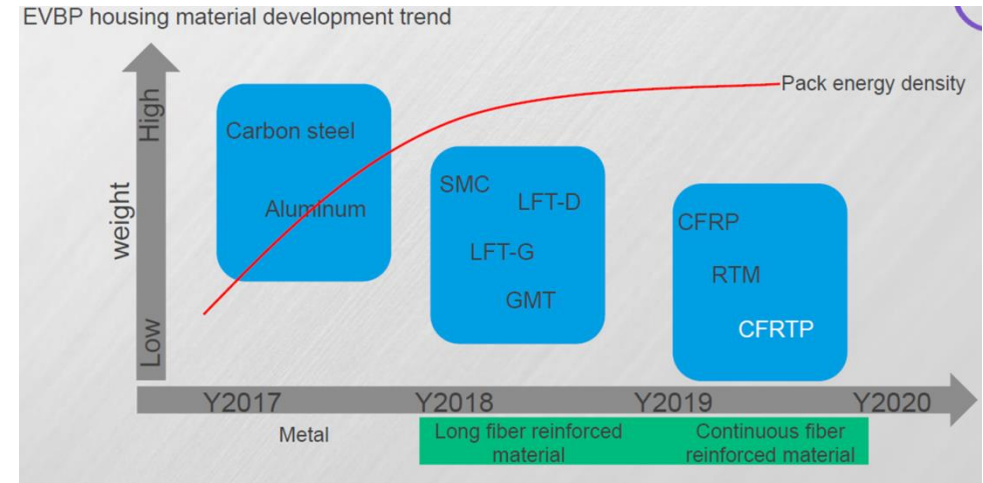 EVBP housing material development trend
High
weight
Low
Pack energy density
Carbon steel
Aluminum
SMC
LFT-D
LFT-G
GMT
CFRP
RTM
CFRTP
Y2017
Y2018
Y2019
Y2020
Metal
Long fiber reinforced
material
Continuous fiber
reinforced material